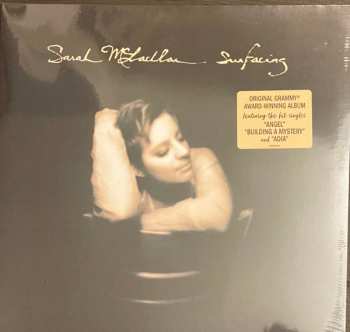 Sarah McLachlan Surfacing
ORIGINAL GRAMMY®
AWARD-WINNING ALBUM
featuring the hit singles
"ANGEL"
"BUILDING A MYSTERY"
and "ADIA"